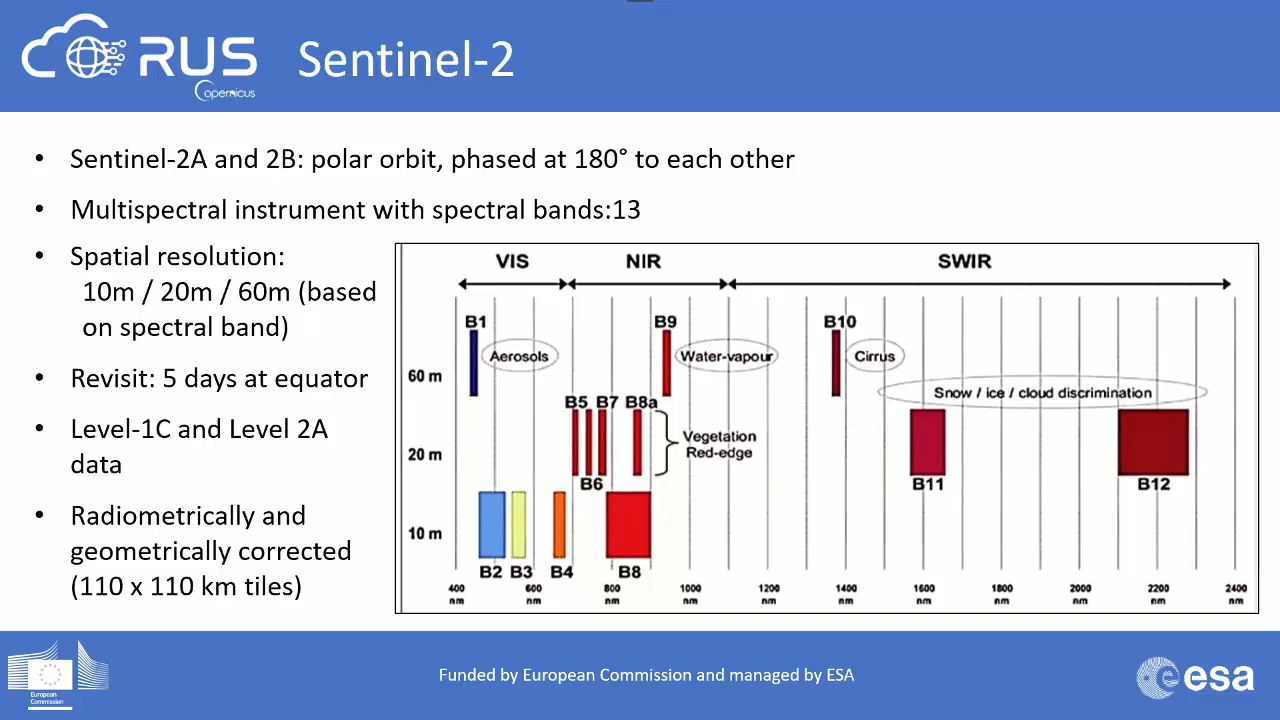 RUS
Copernicus
Sentinel-2
• Sentinel-2A and 2B: polar orbit, phased at 180° to each other
• Multispectral instrument with spectral bands:13
• Spatial resolution:
10m / 20m / 60m (based
on spectral band)
• Revisit: 5 days at equator
• Level-1C and Level 2A
data
• Radiometrically and
geometrically corrected
(110 x 110 km tiles)
VIS NIR SWIR
B1 B9 B10
Aerosols Water-vapour Cirrus
60 m
Snow / ice / cloud discrimination
B5 B7 B8a
Vegetation
Red-edge
20 m
B6 B11 B12
10 m
B2 B3 B4 B8
400 600 800 1000 1200 1400 1600 1800 2000 2200 2400
nm nm nm nm nm nm nm nm nm nm nm
European
Commission
Funded by European Commission and managed by ESA
esa